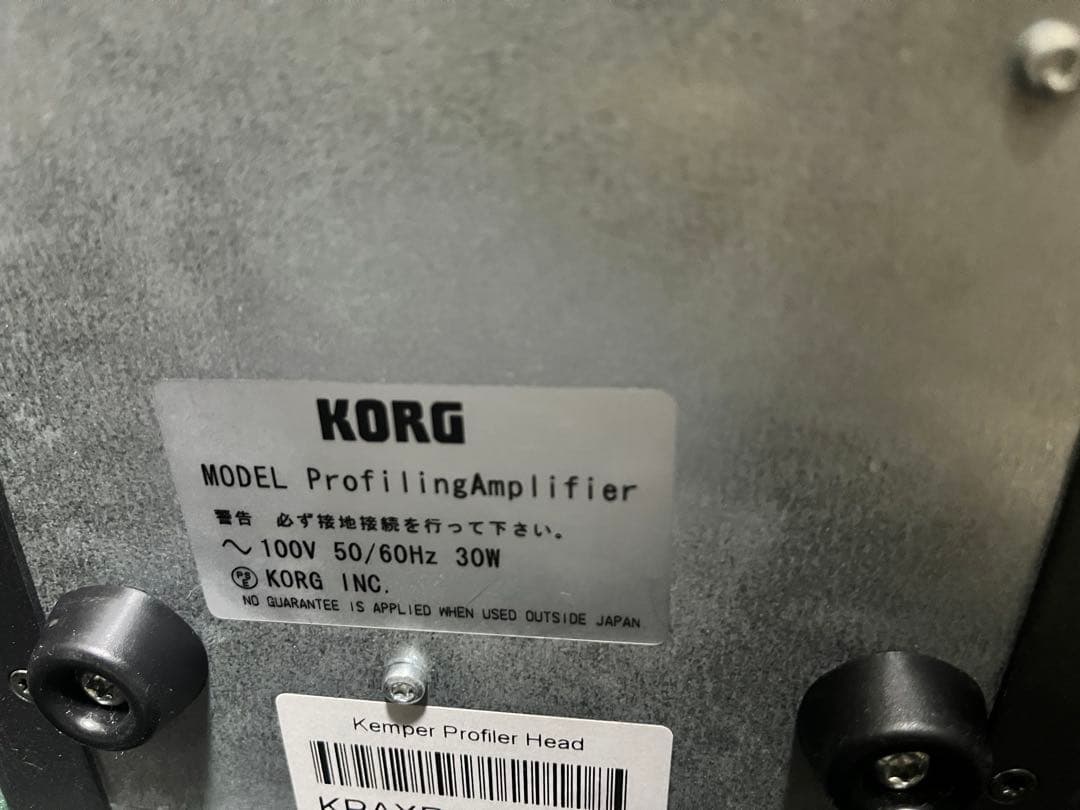 KORG
MODEL ProfilingAmplifier
警告 必ず接地接続を行って下さい。
〜 100V 50/60Hz 30W
PSE KORG INC.
NO GUARANTEE IS APPLIED WHEN USED OUTSIDE JAPAN
Kemper Profiler Head